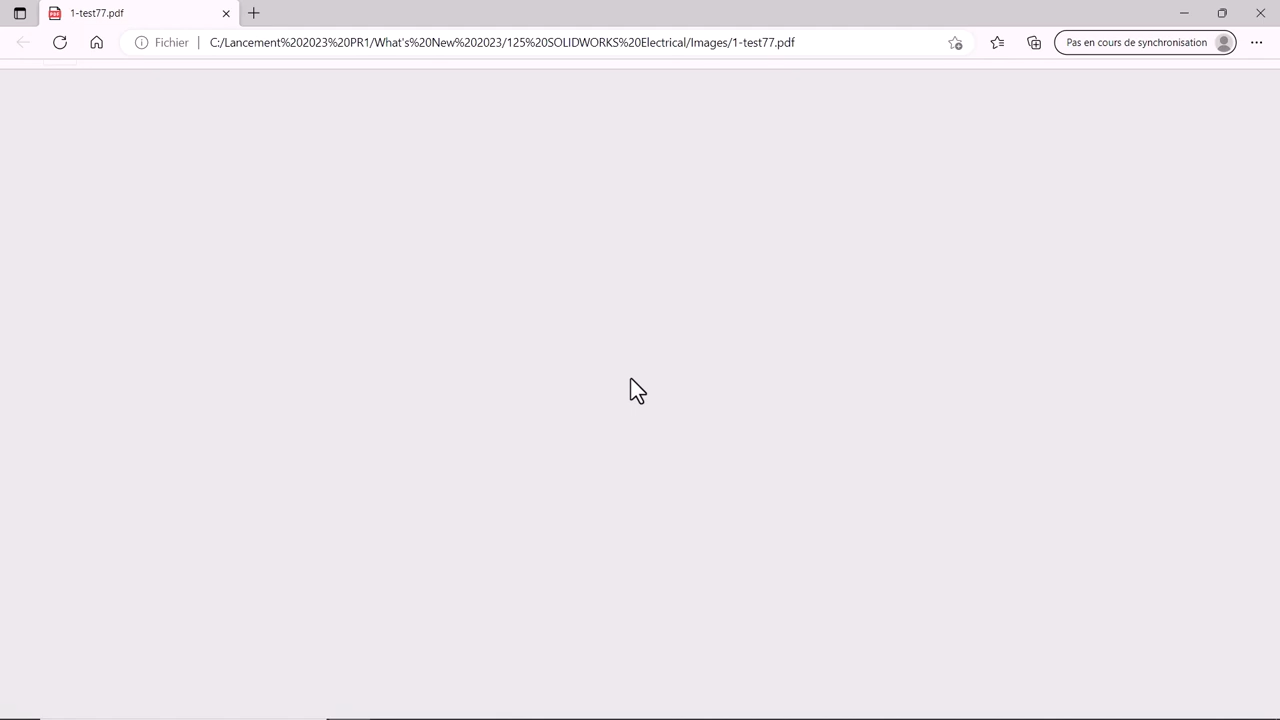 1-test77.pdf
Fichier
C:/Lancement%202023%20PR1/What's%20New%202023/125%20SOLIDWORKS%20Electrical/Images/1-test77.pdf
Pas en cours de synchronisation